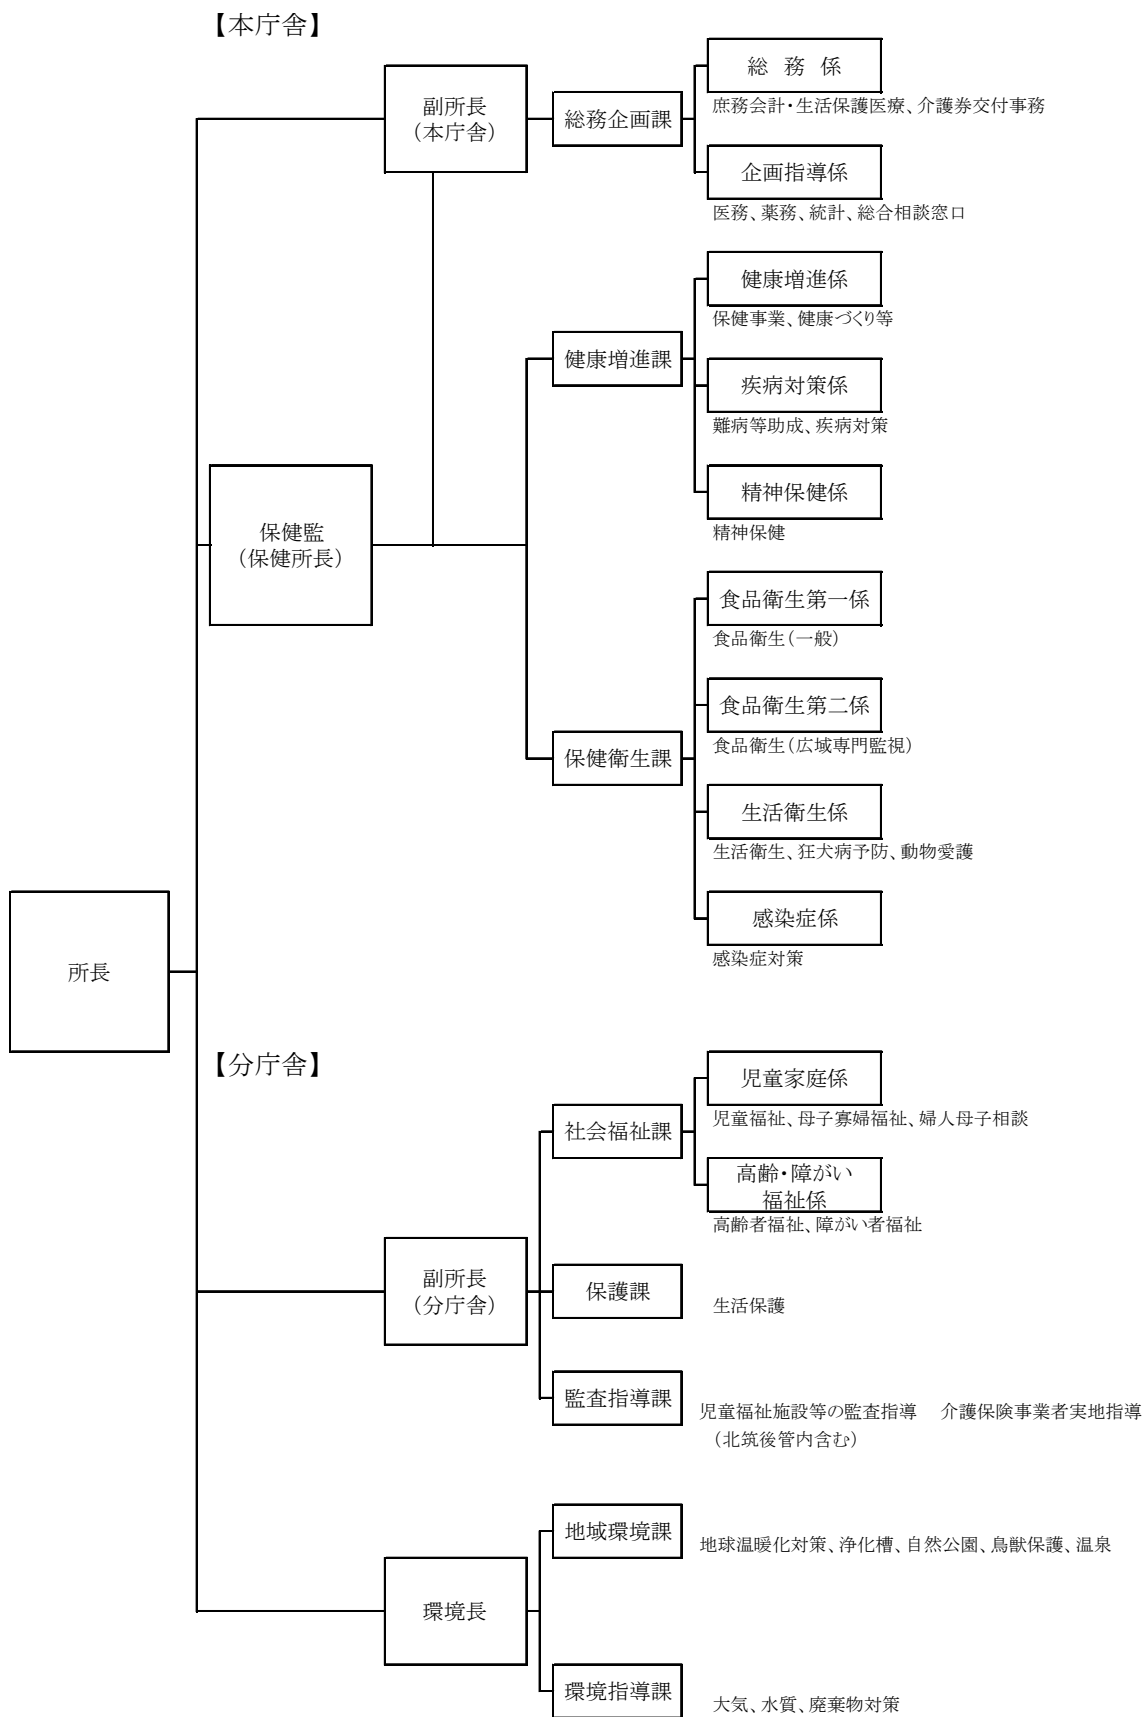 【本庁舎】
総 務 係
副所長
（本庁舎）
総務企画課
庶務会計・生活保護医療、介護券交付事務
企画指導係
医務、薬務、統計、総合相談窓口
健康増進係
保健事業、健康づくり等
健康増進課
疾病対策係
難病等助成、疾病対策
精神保健係
精神保健
保健監
（保健所長）
食品衛生第一係
食品衛生（一般）
食品衛生第二係
食品衛生（広域専門監視）
保健衛生課
生活衛生係
生活衛生、狂犬病予防、動物愛護
感染症係
感染症対策
所長
【分庁舎】
児童家庭係
児童福祉、母子寡婦福祉、婦人母子相談
社会福祉課
高齢・障がい
福祉係
高齢者福祉、障がい者福祉
副所長
（分庁舎）
保護課
生活保護
監査指導課
児童福祉施設等の監査指導　介護保険事業者実地指導
（北筑後管内含む）
地域環境課
地球温暖化対策、浄化槽、自然公園、鳥獣保護、温泉
環境長
環境指導課
大気、水質、廃棄物対策